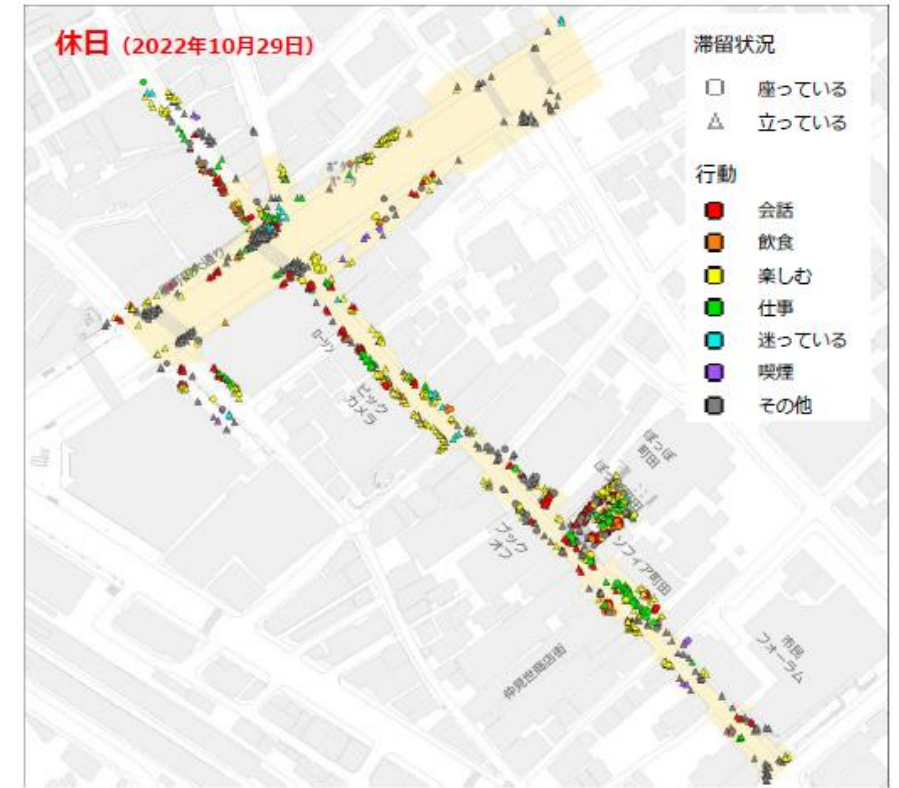 休日（2022年10月29日）
滞留状況
座っている
立っている
行動
会話
飲食
楽しむ
仕事
迷っている
喫煙
その他
ビック
カメラ
ぽっぽ
町田
ブック
オフ
ソフィア町田
仲見世商店街
市民
フォーラム